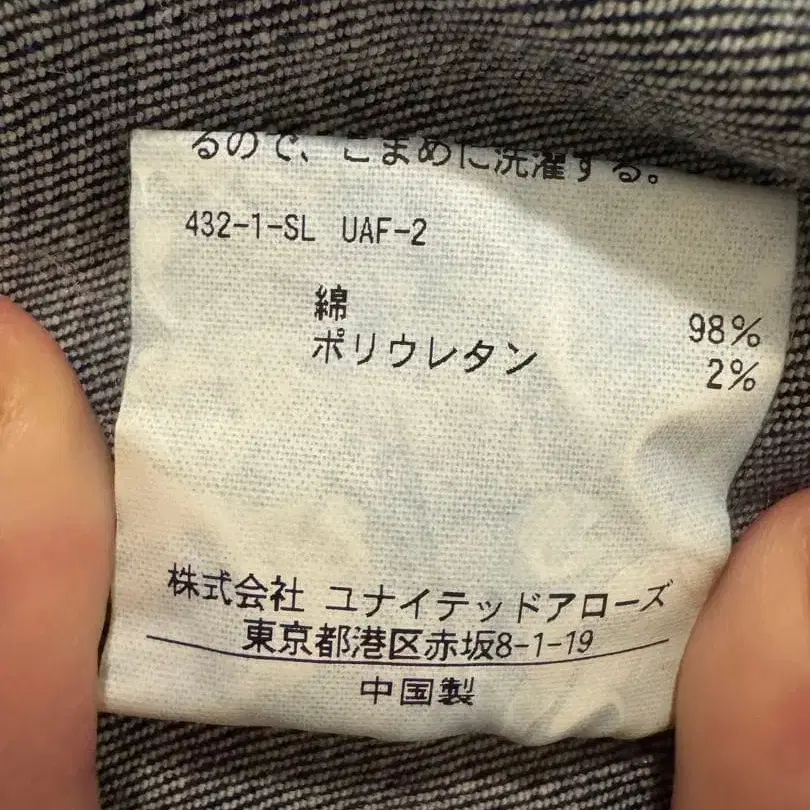 るので、こまめに洗濯する。
432-1-SL UAF-2
綿 98%
ポリウレタン 2%
株式会社 ユナイテッドアローズ
東京都港区赤坂8-1-19
中国製